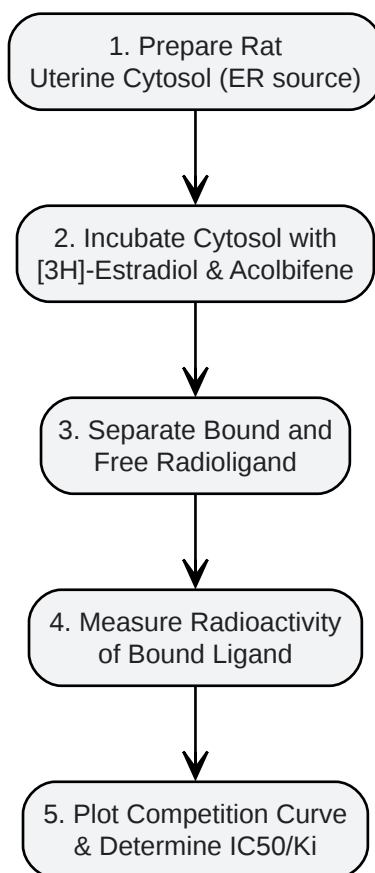 1. Prepare Rat
Uterine Cytosol (ER source)
2. Incubate Cytosol with
[3H]-Estradiol & Acolbifene
3. Separate Bound and
Free Radioligand
4. Measure Radioactivity
of Bound Ligand
5. Plot Competition Curve
& Determine IC50/Ki